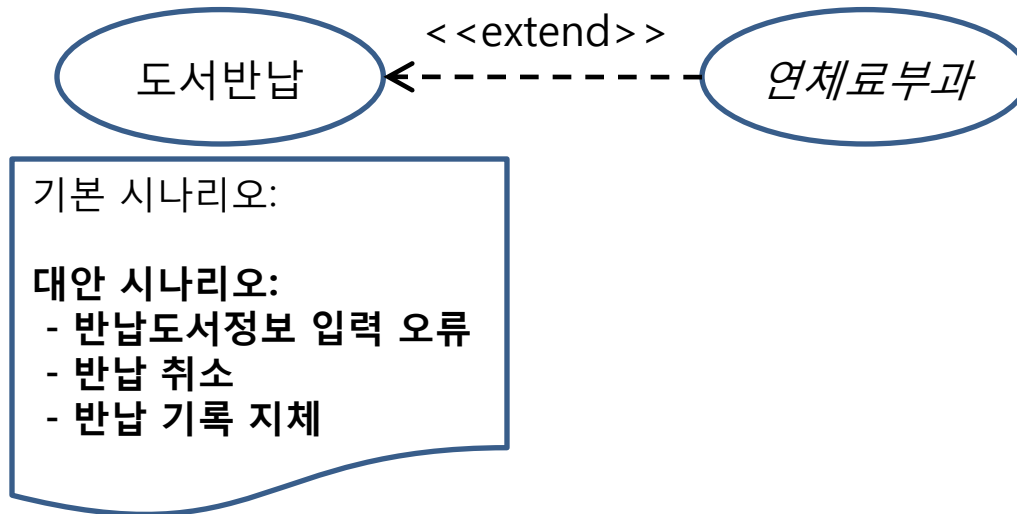 <<extend>>
도서반납
연체료부과
기본 시나리오:
대안 시나리오:
- 반납도서정보 입력 오류
- 반납 취소
- 반납 기록 지체